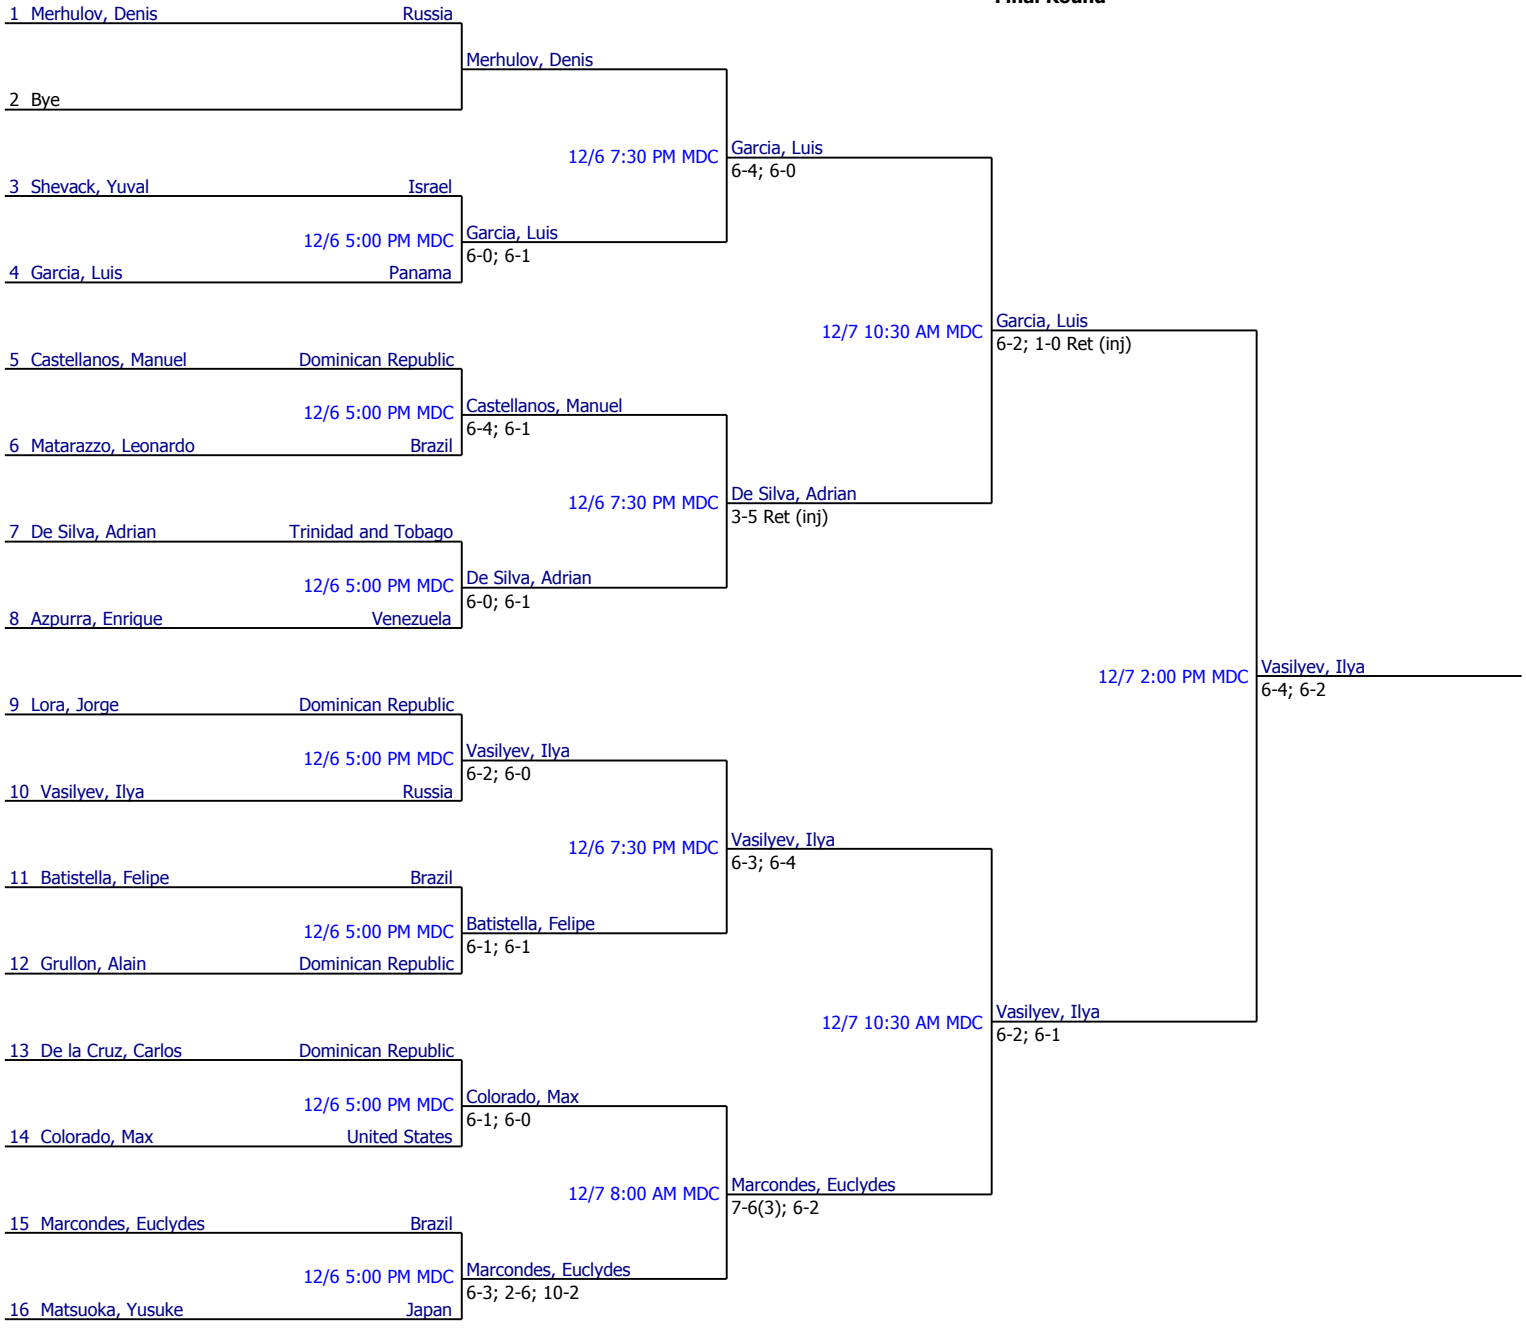 Final Round
1 Merhulov, Denis Russia
Merhulov, Denis
2 Bye
12/6 7:30 PM MDC Garcia, Luis
6-4; 6-0
3 Shevack, Yuval Israel
12/6 5:00 PM MDC Garcia, Luis
6-0; 6-1
4 Garcia, Luis Panama
12/7 10:30 AM MDC Garcia, Luis
6-2; 1-0 Ret (inj)
5 Castellanos, Manuel Dominican Republic
12/6 5:00 PM MDC Castellanos, Manuel
6-4; 6-1
6 Matarazzo, Leonardo Brazil
12/6 7:30 PM MDC De Silva, Adrian
3-5 Ret (inj)
7 De Silva, Adrian Trinidad and Tobago
12/6 5:00 PM MDC De Silva, Adrian
6-0; 6-1
8 Azpurra, Enrique Venezuela
12/7 2:00 PM MDC Vasilyev, Ilya
6-4; 6-2
9 Lora, Jorge Dominican Republic
12/6 5:00 PM MDC Vasilyev, Ilya
6-2; 6-0
10 Vasilyev, Ilya Russia
12/6 7:30 PM MDC Vasilyev, Ilya
6-3; 6-4
11 Batistella, Felipe Brazil
12/6 5:00 PM MDC Batistella, Felipe
6-1; 6-1
12 Grullon, Alain Dominican Republic
12/7 10:30 AM MDC Vasilyev, Ilya
6-2; 6-1
13 De la Cruz, Carlos Dominican Republic
12/6 5:00 PM MDC Colorado, Max
6-1; 6-0
14 Colorado, Max United States
12/7 8:00 AM MDC Marcondes, Euclydes
7-6(3); 6-2
15 Marcondes, Euclydes Brazil
12/6 5:00 PM MDC Marcondes, Euclydes
6-3; 2-6; 10-2
16 Matsuoka, Yusuke Japan